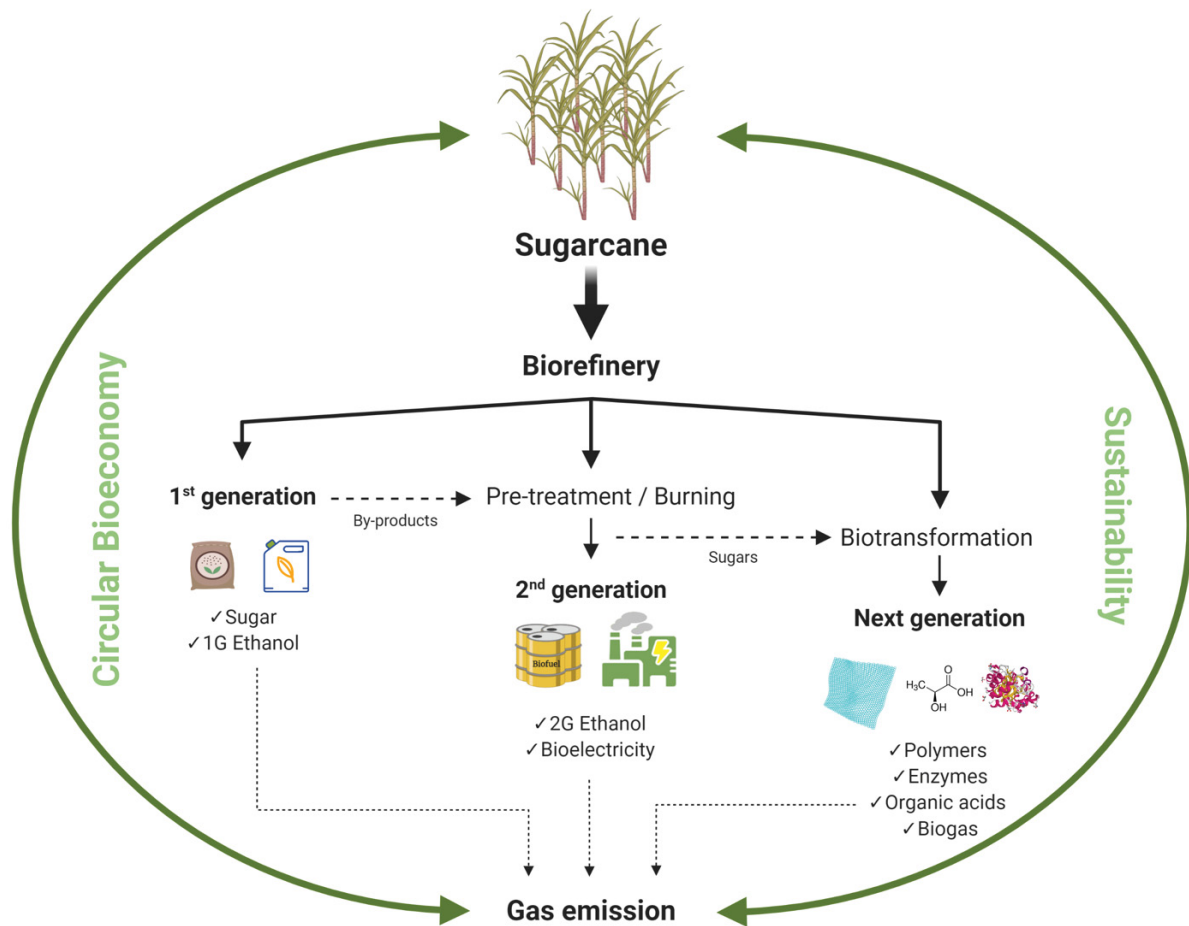 Sugarcane
Biorefinery
Circular Bioeconomy
Sustainability
1st generation
By-products
Pre-treatment / Burning
Sugars
Biotransformation
✓Sugar
✓1G Ethanol
2nd generation
Biofuel
✓2G Ethanol
✓Bioelectricity
Next generation
H₃C
O
OH
OH
✓Polymers
✓Enzymes
✓Organic acids
✓Biogas
Gas emission